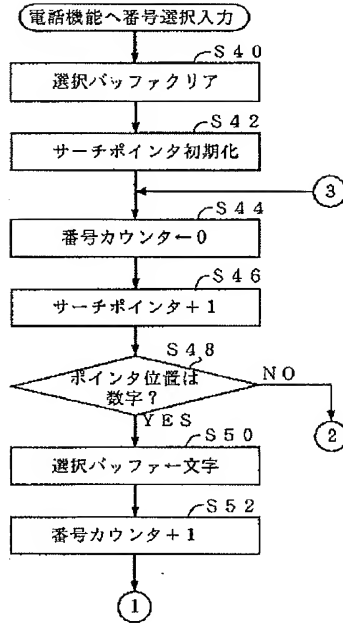 電話機能へ番号選択入力
S40
選択バッファクリア
S42
サーチポインタ初期化
3
S44
番号カウンタ←0
S46
サーチポインタ+1
S48
ポインタ位置は
数字?
NO
YES
2
S50
選択バッファ←文字
S52
番号カウンタ+1
1